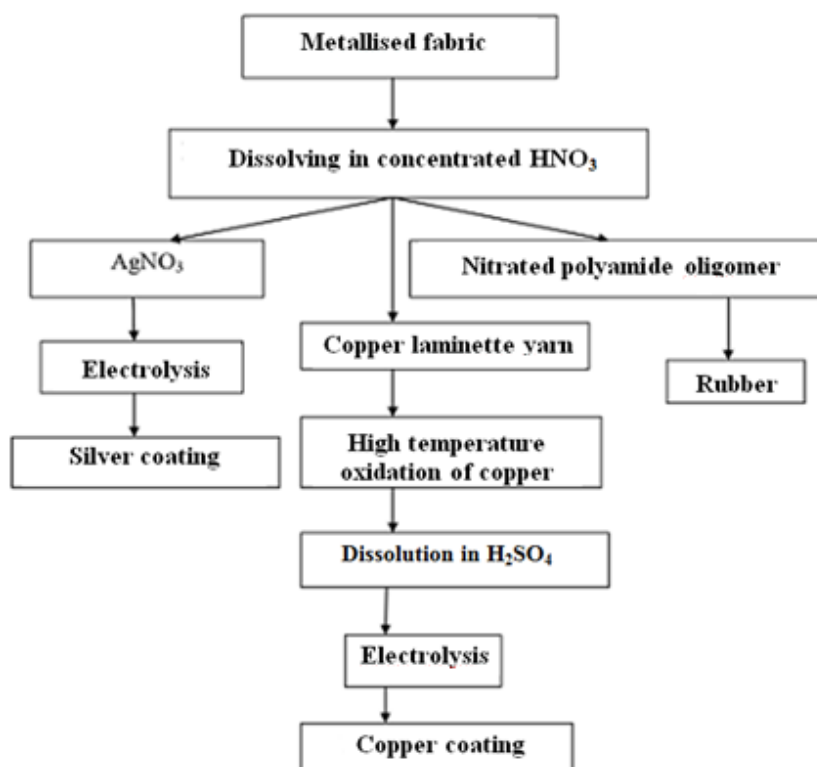 Metallised fabric
Dissolving in concentrated HNO₃
AgNO₃
Nitrated polyamide oligomer
Copper laminette yarn
Electrolysis
Rubber
Silver coating
High temperature
oxidation of copper
Dissolution in H₂SO₄
Electrolysis
Copper coating